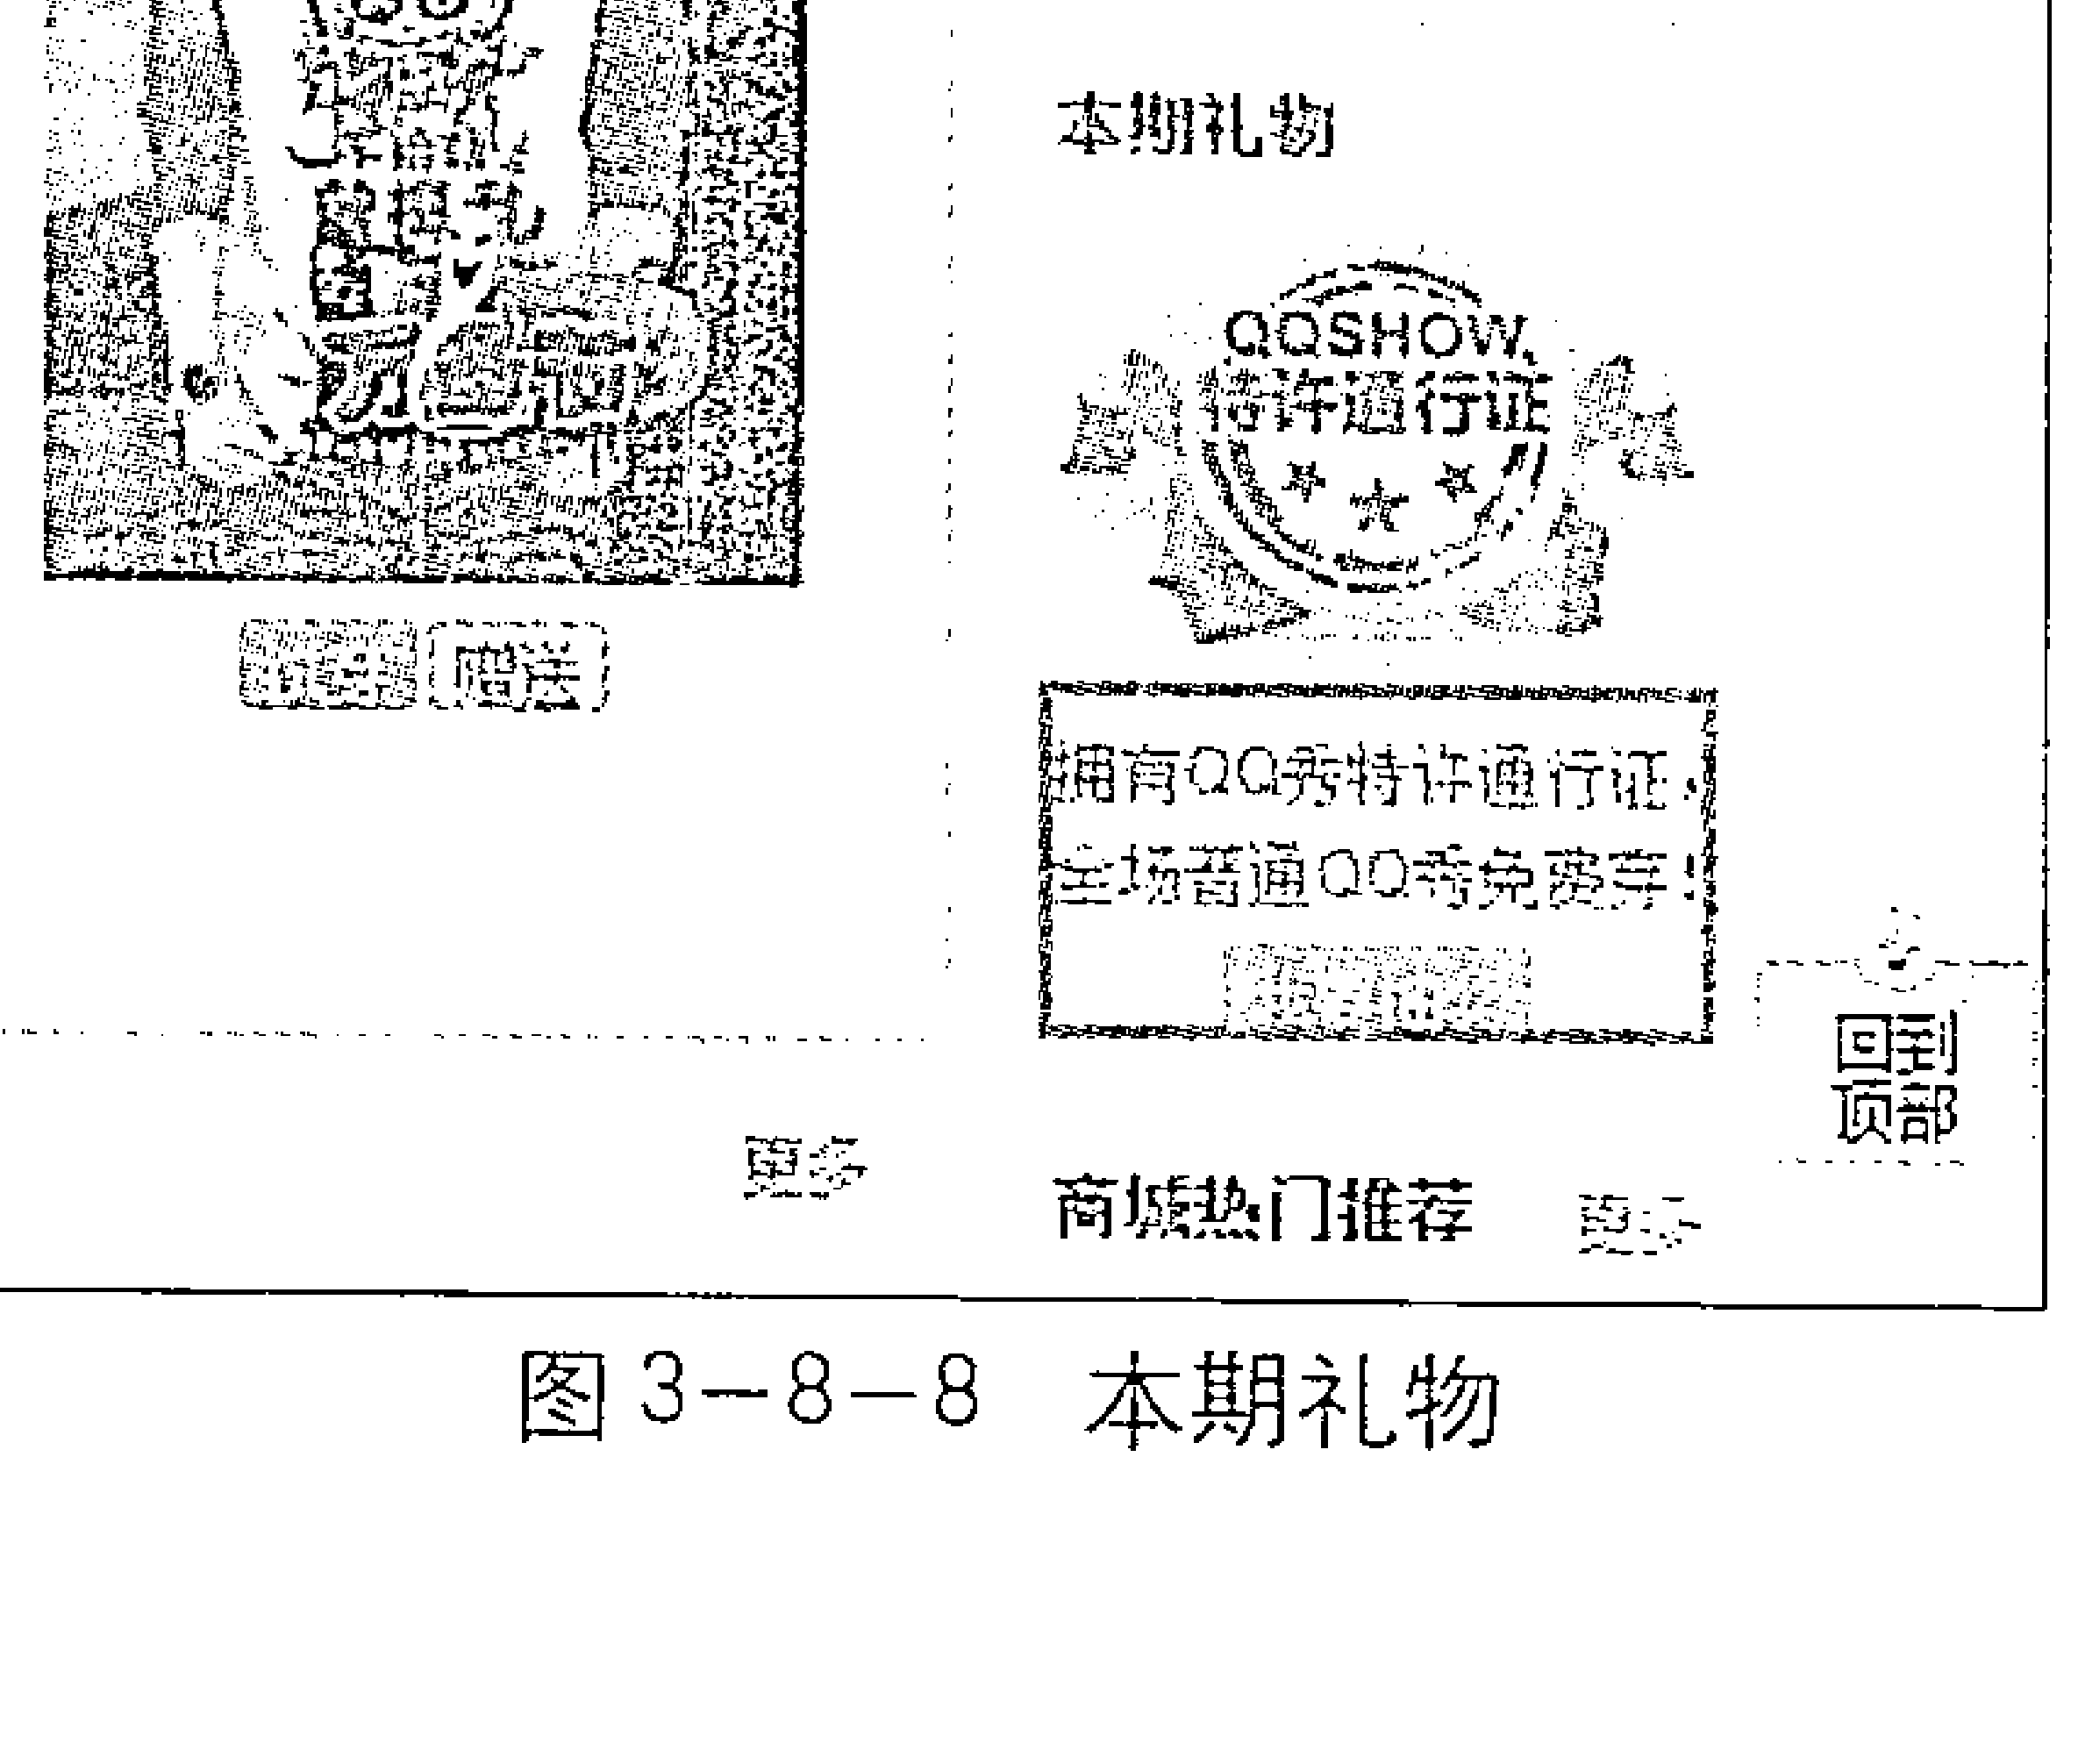 赠送
更多
本期礼物
QQSHOW
特许通行证
拥有QQ秀特许通行证，
全场普通QQ秀免费穿！
回到
顶部
商城热门推荐
更多
图3-8-8 本期礼物